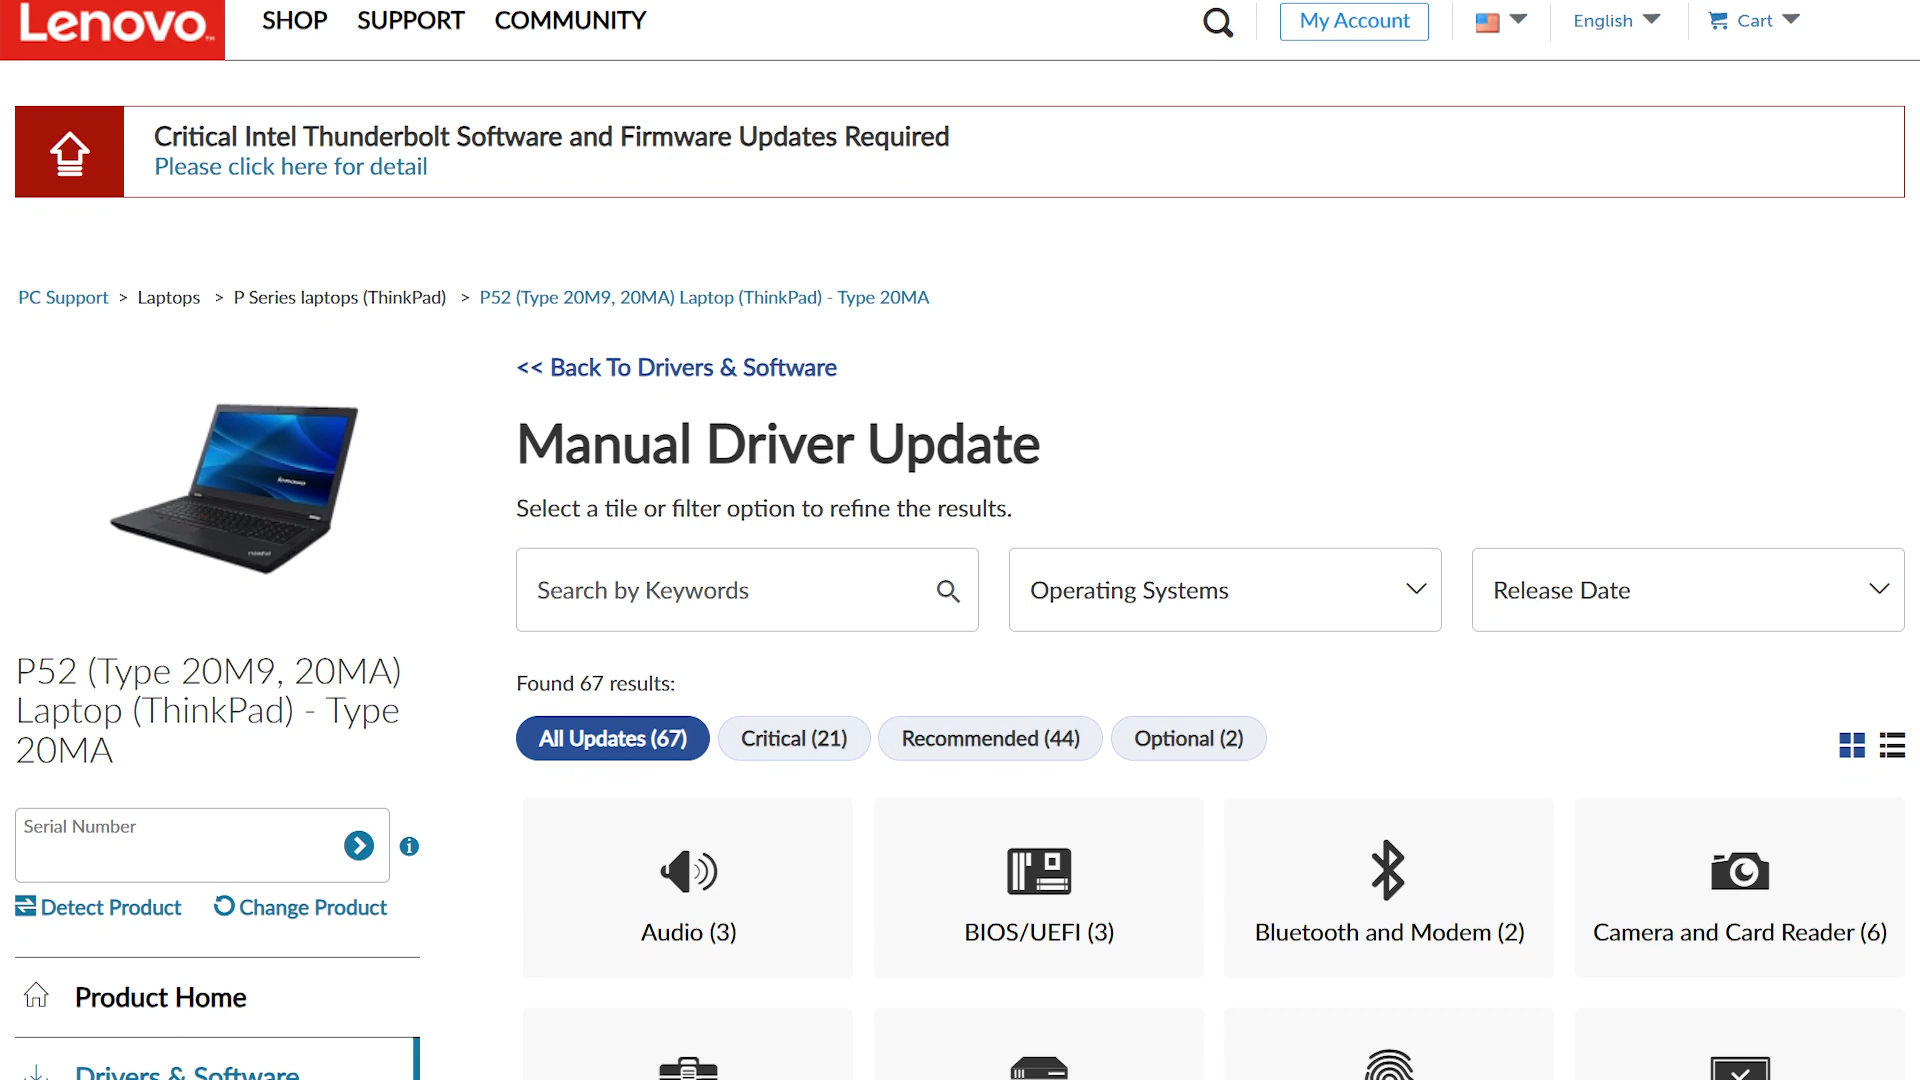 Lenovo™
SHOP SUPPORT COMMUNITY
My Account
English
Cart
Critical Intel Thunderbolt Software and Firmware Updates Required
Please click here for detail
PC Support > Laptops > P Series laptops (ThinkPad) > P52 (Type 20M9, 20MA) Laptop (ThinkPad) - Type 20MA
<< Back To Drivers & Software
Manual Driver Update
Select a tile or filter option to refine the results.
Search by Keywords
Operating Systems
Release Date
Found 67 results:
All Updates (67)
Critical (21)
Recommended (44)
Optional (2)
Lenovo
ThinkPad
P52 (Type 20M9, 20MA)
Laptop (ThinkPad) - Type
20MA
Serial Number
Detect Product
Change Product
Product Home
Drivers & Software
Audio (3)
BIOS/UEFI (3)
Bluetooth and Modem (2)
Camera and Card Reader (6)